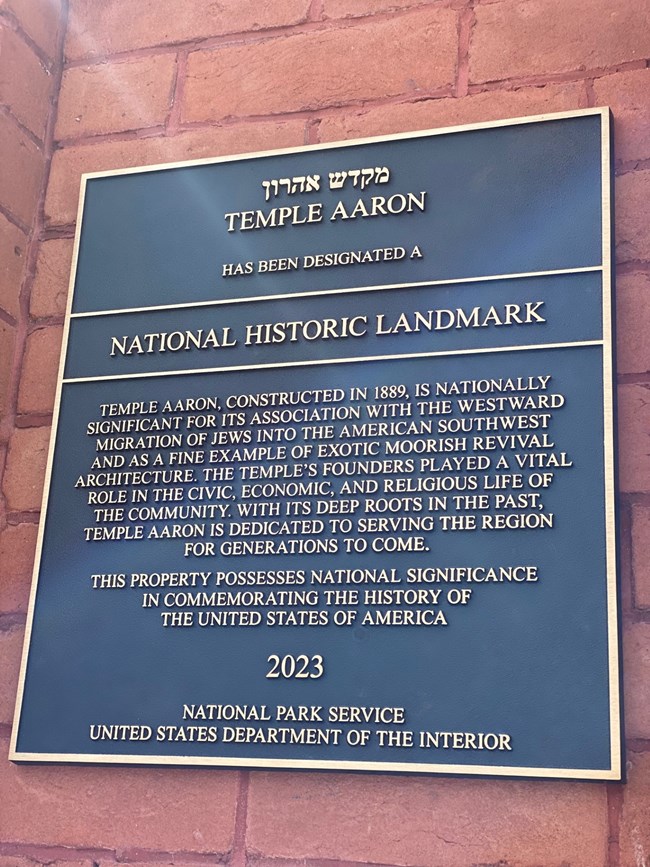 מקדש אהרון
TEMPLE AARON
HAS BEEN DESIGNATED A
NATIONAL HISTORIC LANDMARK
TEMPLE AARON, CONSTRUCTED IN 1889, IS NATIONALLY
SIGNIFICANT FOR ITS ASSOCIATION WITH THE WESTWARD
MIGRATION OF JEWS INTO THE AMERICAN SOUTHWEST
AND AS A FINE EXAMPLE OF EXOTIC MOORISH REVIVAL
ARCHITECTURE. THE TEMPLE'S FOUNDERS PLAYED A VITAL
ROLE IN THE CIVIC, ECONOMIC, AND RELIGIOUS LIFE OF
THE COMMUNITY. WITH ITS DEEP ROOTS IN THE PAST,
TEMPLE AARON IS DEDICATED TO SERVING THE REGION
FOR GENERATIONS TO COME.
THIS PROPERTY POSSESSES NATIONAL SIGNIFICANCE
IN COMMEMORATING THE HISTORY OF
THE UNITED STATES OF AMERICA
2023
NATIONAL PARK SERVICE
UNITED STATES DEPARTMENT OF THE INTERIOR